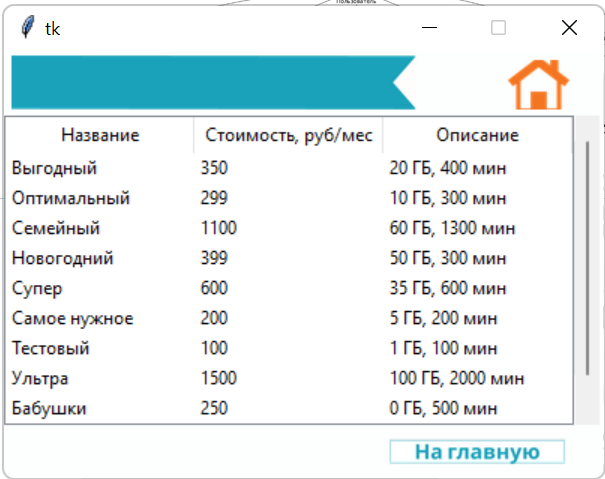 Пользователь
tk
Название Стоимость, руб/мес Описание
Выгодный 350 20 ГБ, 400 мин
Оптимальный 299 10 ГБ, 300 мин
Семейный 1100 60 ГБ, 1300 мин
Новогодний 399 50 ГБ, 300 мин
Супер 600 35 ГБ, 600 мин
Самое нужное 200 5 ГБ, 200 мин
Тестовый 100 1 ГБ, 100 мин
Ультра 1500 100 ГБ, 2000 мин
Бабушки 250 0 ГБ, 500 мин
На главную